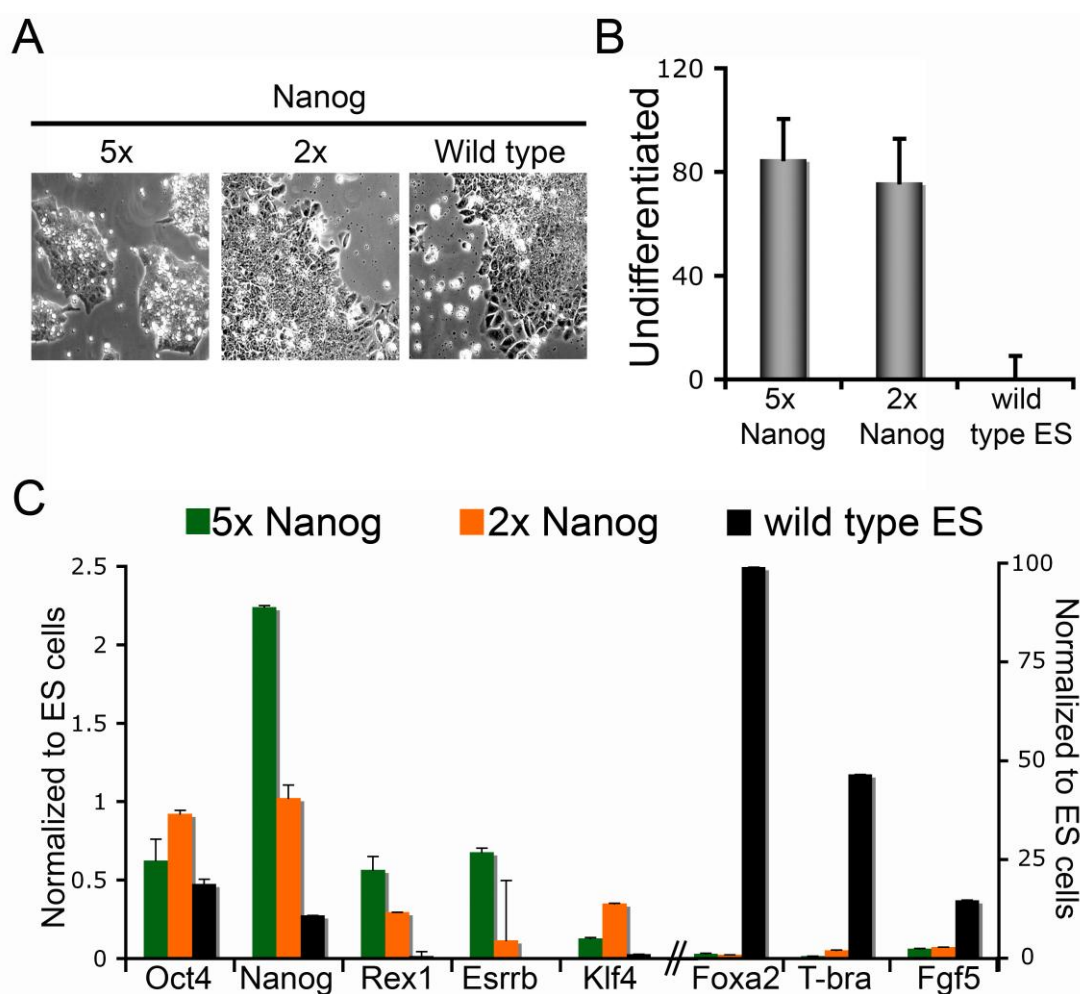 A
Nanog
5x 2x Wild type
B
Undifferentiated
120
80
40
0
5x Nanog
2x Nanog
wild type ES
C
5x Nanog 2x Nanog wild type ES
Normalized to ES cells
2.5
2
1.5
1
0.5
0
Oct4 Nanog Rex1 Esrrb Klf4 Foxa2 T-bra Fgf5
100
75
50
25
0
Normalized to ES cells